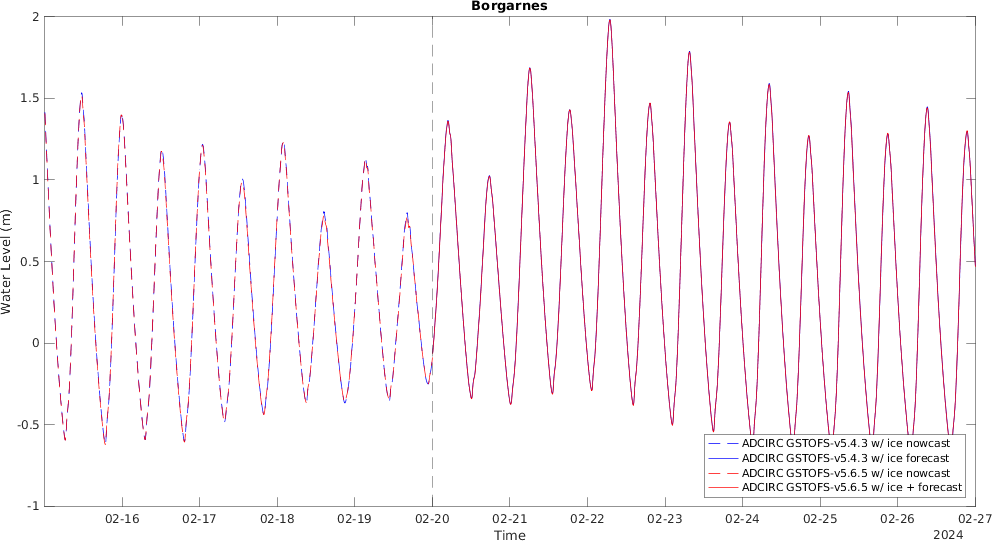 Borgarnes
2
1.5
1
0.5
0
-0.5
-1
Water Level (m)
ADCIRC GSTOFS-v5.4.3 w/ ice nowcast
ADCIRC GSTOFS-v5.4.3 w/ ice forecast
ADCIRC GSTOFS-v5.6.5 w/ ice nowcast
ADCIRC GSTOFS-v5.6.5 w/ ice + forecast
02-16 02-17 02-18 02-19 02-20 02-21 02-22 02-23 02-24 02-25 02-26 02-27
Time
2024